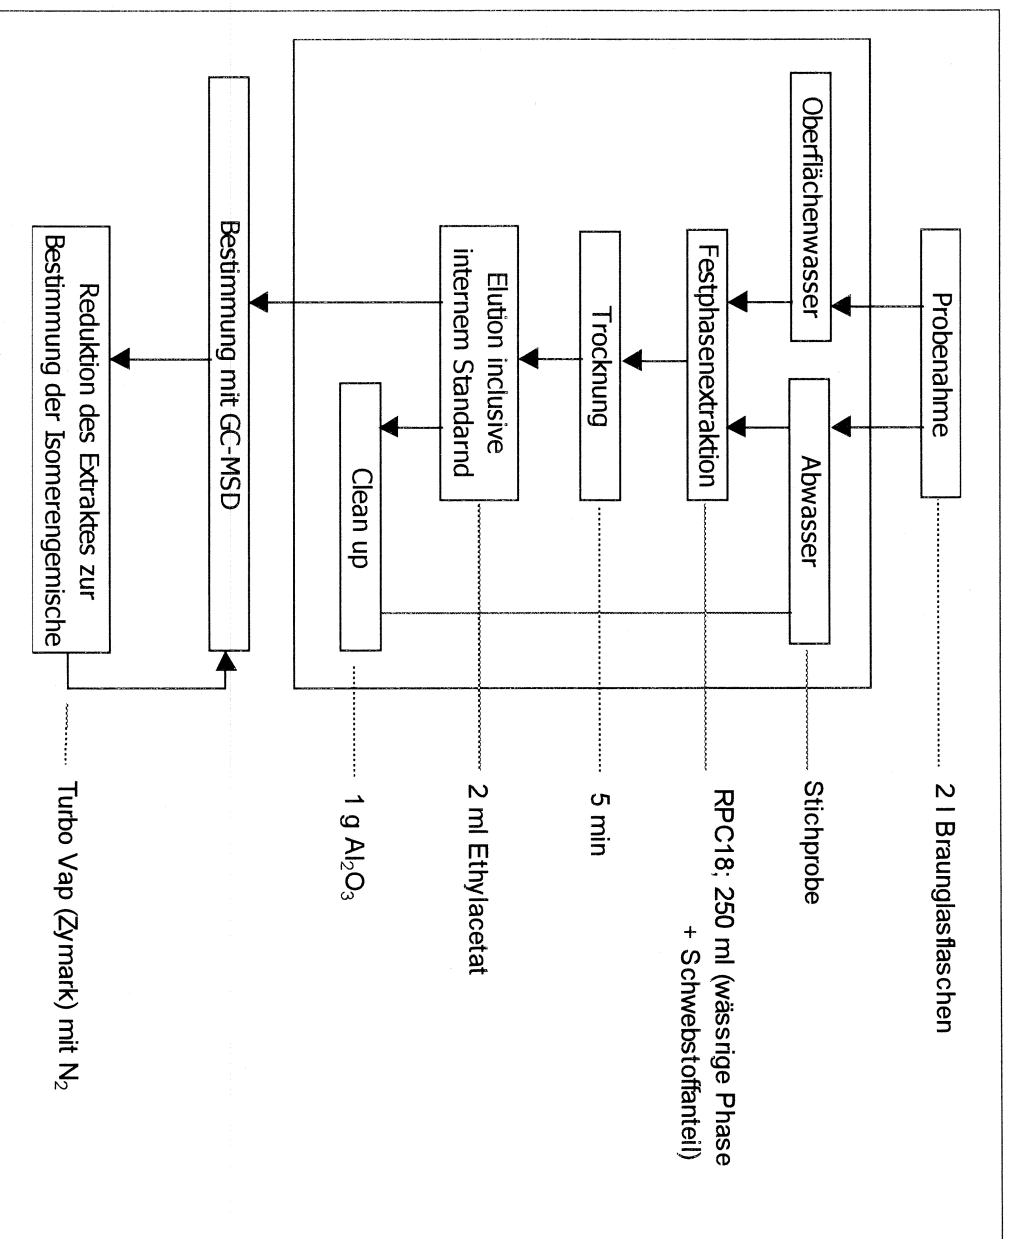 Probenahme
2 l Braunglasflaschen
Oberflächenwasser
Abwasser
Stichprobe
Festphasenextraktion
RPC18; 250 ml (wässrige Phase
+ Schwebstoffanteil)
Trocknung
5 min
Elution inclusive
internem Standarnd
2 ml Ethylacetat
Clean up
1 g Al₂O₃
Bestimmung mit GC-MSD
Reduktion des Extraktes zur
Bestimmung der Isomerengemische
Turbo Vap (Zymark) mit N₂